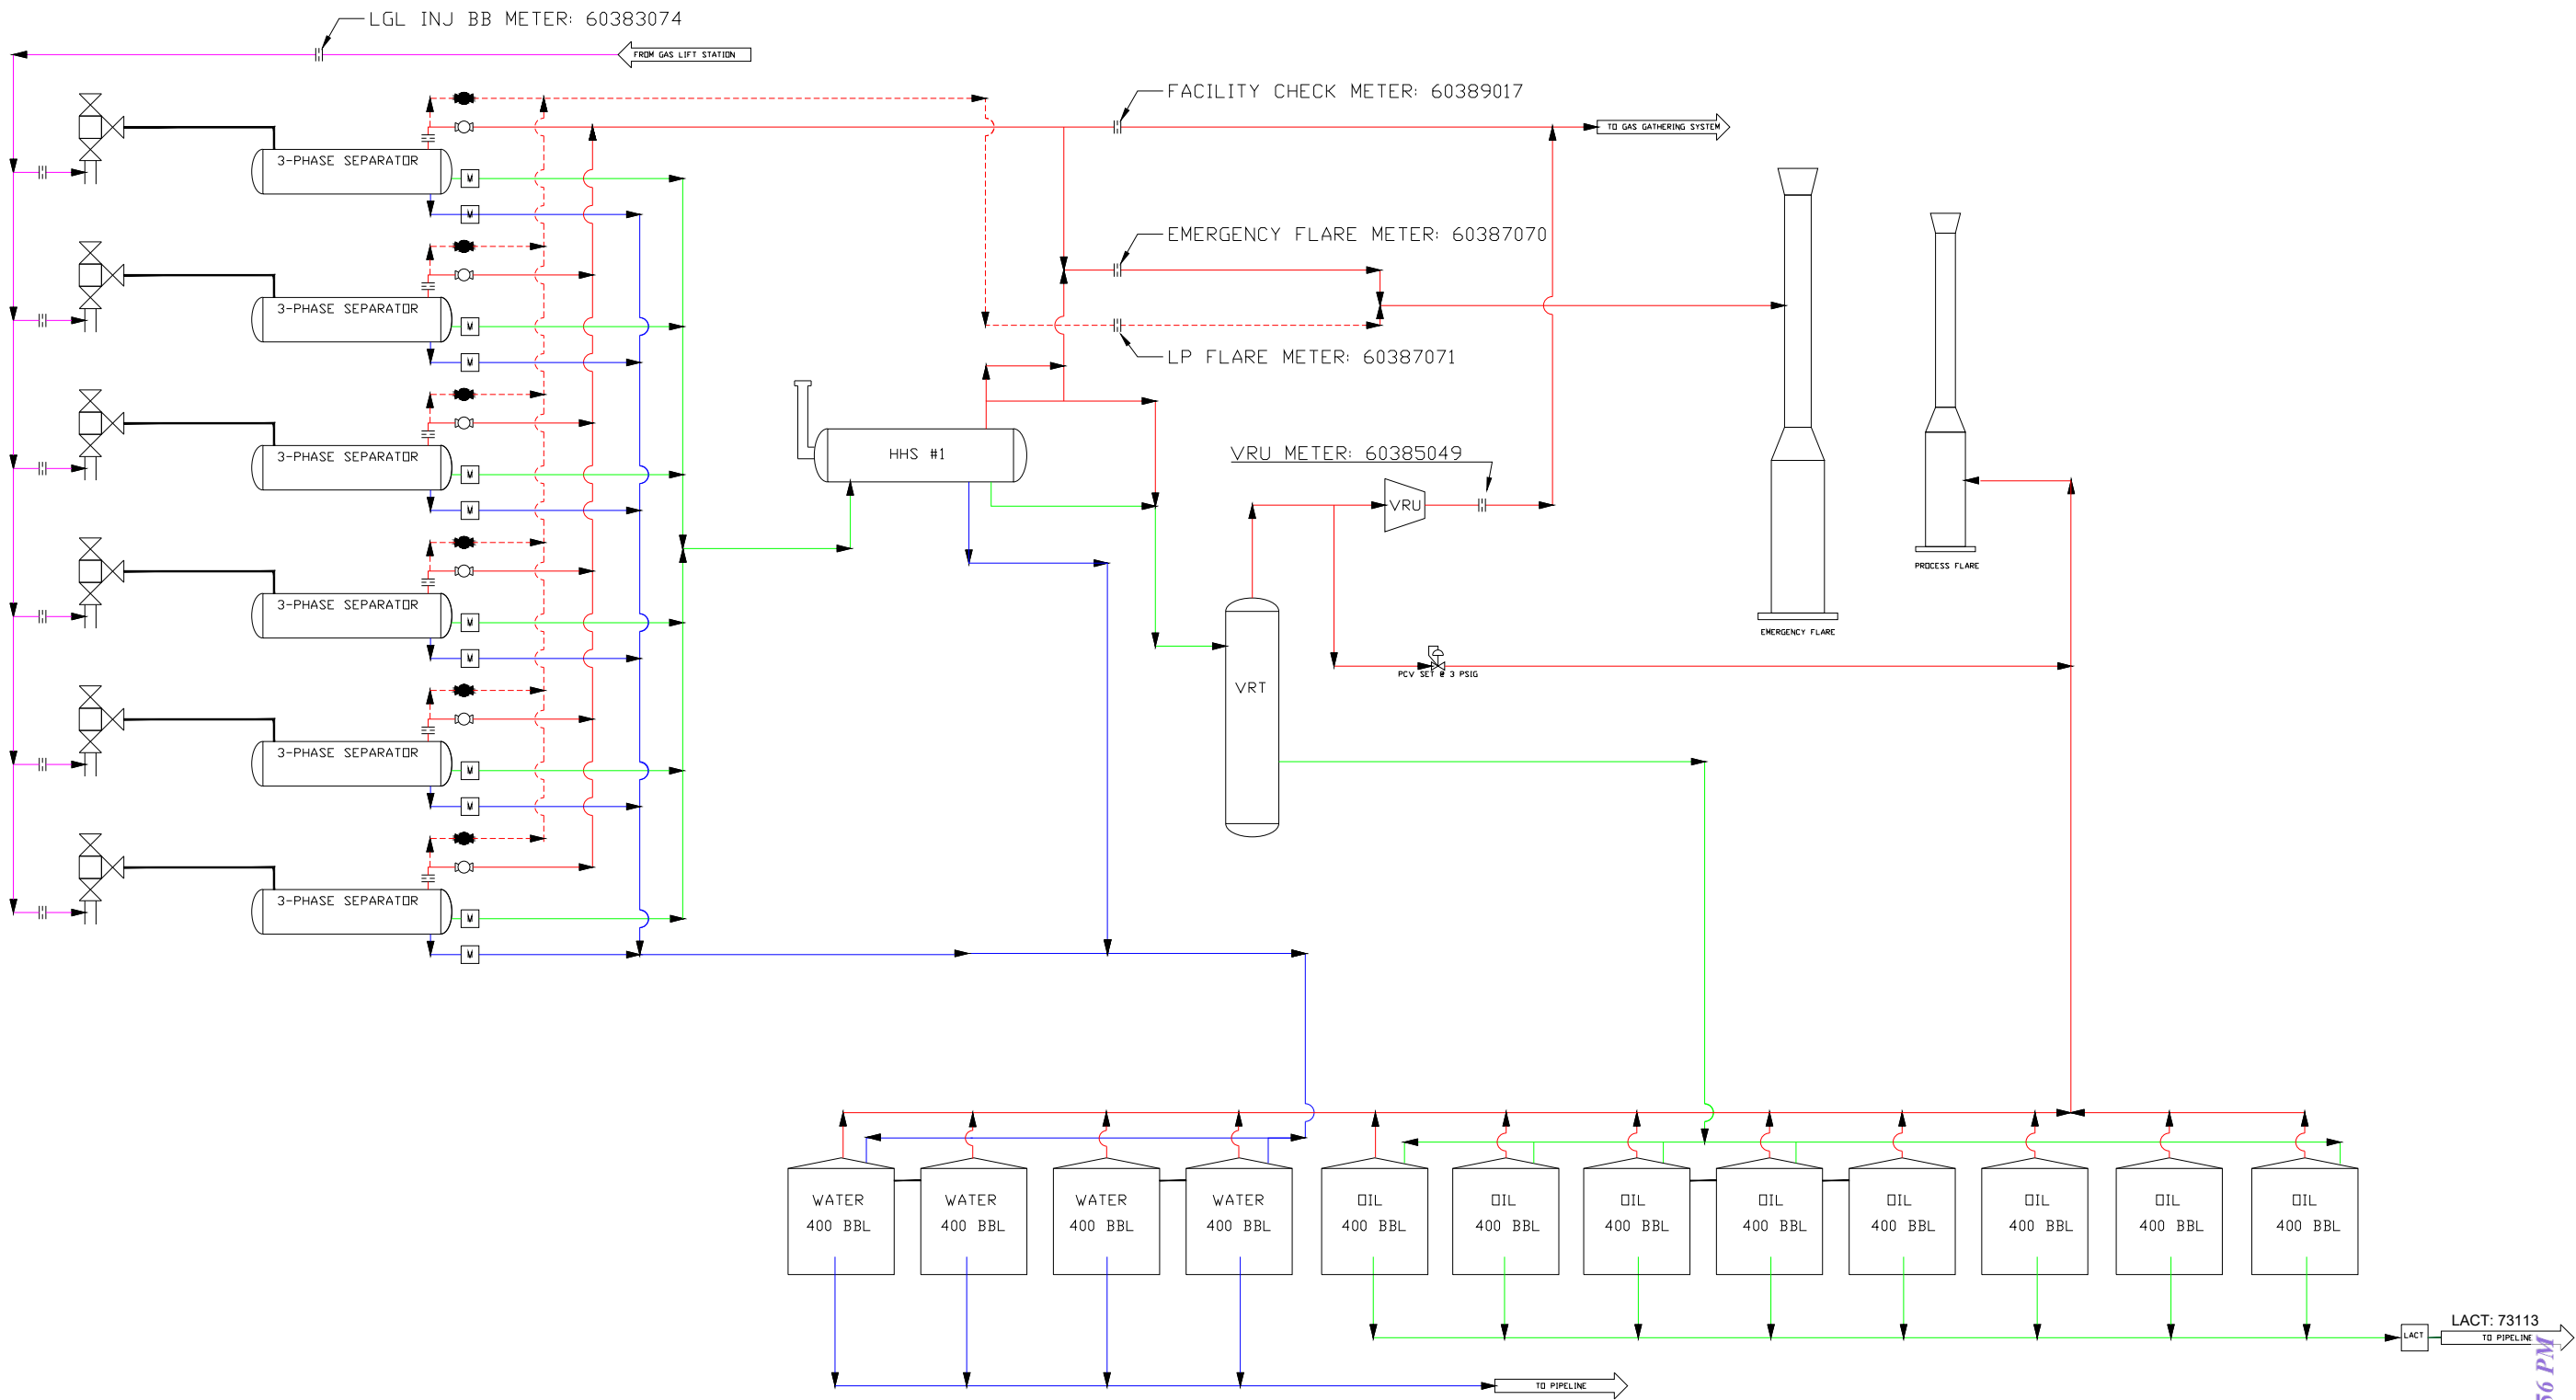 LGL INJ BB METER: 60383074
FROM GAS LIFT STATION
FACILITY CHECK METER: 60389017
TO GAS GATHERING SYSTEM
3-PHASE SEPARATOR
M
M
EMERGENCY FLARE METER: 60387070
3-PHASE SEPARATOR
M
M
LP FLARE METER: 60387071
3-PHASE SEPARATOR
M
M
HHS #1
VRU METER: 60385049
VRU
PROCESS FLARE
3-PHASE SEPARATOR
M
M
EMERGENCY FLARE
PCV SET @ 3 PSIG
VRT
3-PHASE SEPARATOR
M
M
3-PHASE SEPARATOR
M
M
WATER
400 BBL
WATER
400 BBL
WATER
400 BBL
WATER
400 BBL
OIL
400 BBL
OIL
400 BBL
OIL
400 BBL
OIL
400 BBL
OIL
400 BBL
OIL
400 BBL
OIL
400 BBL
OIL
400 BBL
LACT
LACT: 73113
TO PIPELINE
TO PIPELINE
56 PM